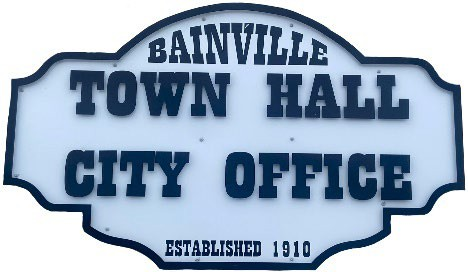 BAINVILLE
TOWN HALL
CITY OFFICE
ESTABLISHED 1910